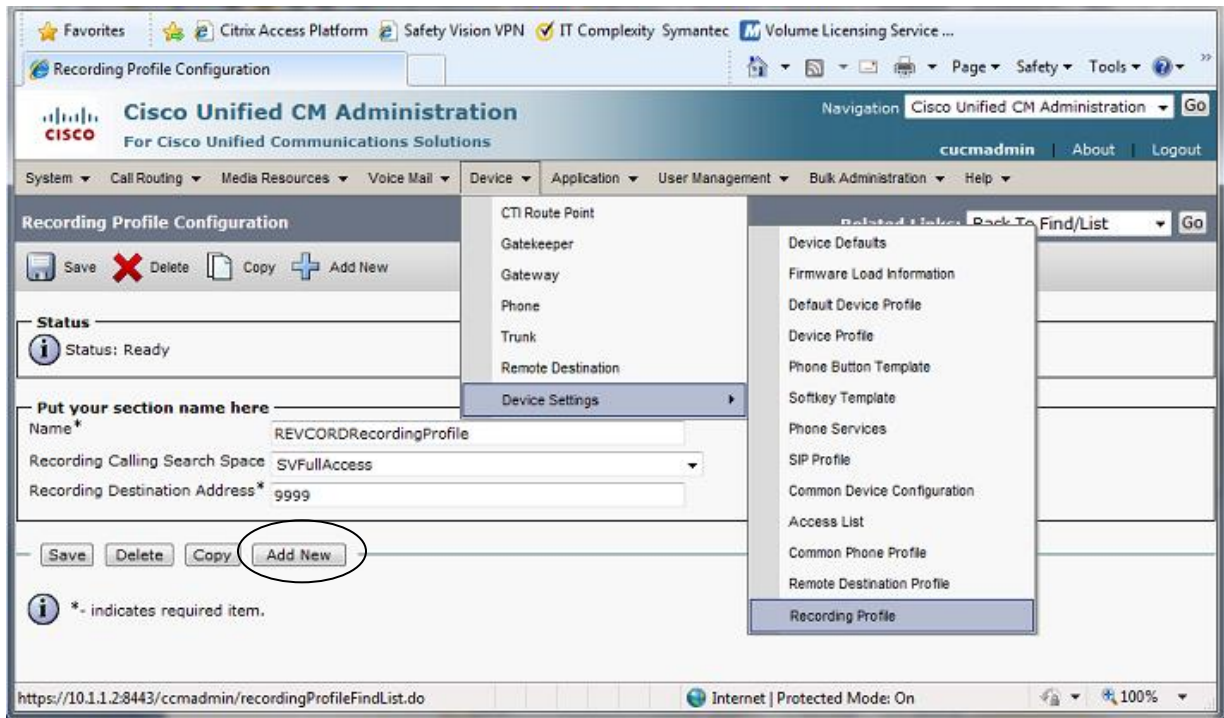 Favorites Citrix Access Platform Safety Vision VPN IT Complexity Symantec Volume Licensing Service ...
Recording Profile Configuration Page Safety Tools »
CISCO Cisco Unified CM Administration Navigation Cisco Unified CM Administration Go
For Cisco Unified Communications Solutions
cucmadmin | About | Logout
System Call Routing Media Resources Voice Mail Device Application User Management Bulk Administration Help
Recording Profile Configuration Related Links: Back To Find/List Go
Save Delete Copy Add New
CTI Route Point
Gatekeeper
Gateway
Phone
Trunk
Remote Destination
Device Settings
Device Defaults
Firmware Load Information
Default Device Profile
Device Profile
Phone Button Template
Softkey Template
Phone Services
SIP Profile
Common Device Configuration
Access List
Common Phone Profile
Remote Destination Profile
Recording Profile
Status
Status: Ready
Put your section name here
Name* REVCORDRecordingProfile
Recording Calling Search Space SVFullAccess
Recording Destination Address* 9999
Save Delete Copy Add New
*- indicates required item.
https://10.1.1.2:8443/ccmadmin/recordingProfileFindList.do Internet | Protected Mode: On 100%